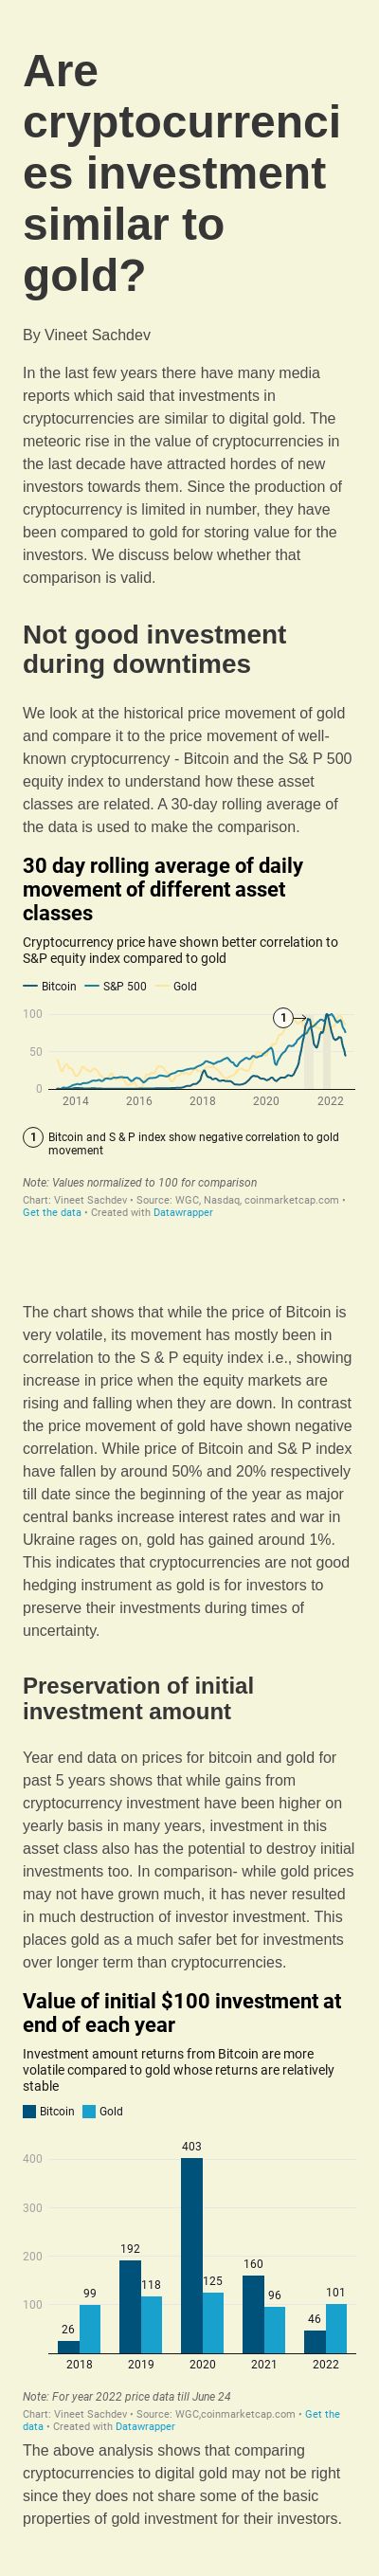 Are
cryptocurrenci
es investment
similar to
gold?
By Vineet Sachdev
In the last few years there have many media
reports which said that investments in
cryptocurrencies are similar to digital gold. The
meteoric rise in the value of cryptocurrencies in
the last decade have attracted hordes of new
investors towards them. Since the production of
cryptocurrency is limited in number, they have
been compared to gold for storing value for the
investors. We discuss below whether that
comparison is valid.
Not good investment
during downtimes
We look at the historical price movement of gold
and compare it to the price movement of well-
known cryptocurrency - Bitcoin and the S& P 500
equity index to understand how these asset
classes are related. A 30-day rolling average of
the data is used to make the comparison.
30 day rolling average of daily
movement of different asset
classes
Cryptocurrency price have shown better correlation to
S&P equity index compared to gold
Bitcoin S&P 500 Gold
100
1
50
0
2014 2016 2018 2020 2022
1 Bitcoin and S & P index show negative correlation to gold
movement
Note: Values normalized to 100 for comparison
Chart: Vineet Sachdev • Source: WGC, Nasdaq, coinmarketcap.com •
Get the data • Created with Datawrapper
The chart shows that while the price of Bitcoin is
very volatile, its movement has mostly been in
correlation to the S & P equity index i.e., showing
increase in price when the equity markets are
rising and falling when they are down. In contrast
the price movement of gold have shown negative
correlation. While price of Bitcoin and S& P index
have fallen by around 50% and 20% respectively
till date since the beginning of the year as major
central banks increase interest rates and war in
Ukraine rages on, gold has gained around 1%.
This indicates that cryptocurrencies are not good
hedging instrument as gold is for investors to
preserve their investments during times of
uncertainty.
Preservation of initial
investment amount
Year end data on prices for bitcoin and gold for
past 5 years shows that while gains from
cryptocurrency investment have been higher on
yearly basis in many years, investment in this
asset class also has the potential to destroy initial
investments too. In comparison- while gold prices
may not have grown much, it has never resulted
in much destruction of investor investment. This
places gold as a much safer bet for investments
over longer term than cryptocurrencies.
Value of initial $100 investment at
end of each year
Investment amount returns from Bitcoin are more
volatile compared to gold whose returns are relatively
stable
Bitcoin Gold
403
400
300
192
200
160
118 125
99 96 101
100
46
26
2018 2019 2020 2021 2022
Note: For year 2022 price data till June 24
Chart: Vineet Sachdev • Source: WGC,coinmarketcap.com • Get the
data • Created with Datawrapper
The above analysis shows that comparing
cryptocurrencies to digital gold may not be right
since they does not share some of the basic
properties of gold investment for their investors.